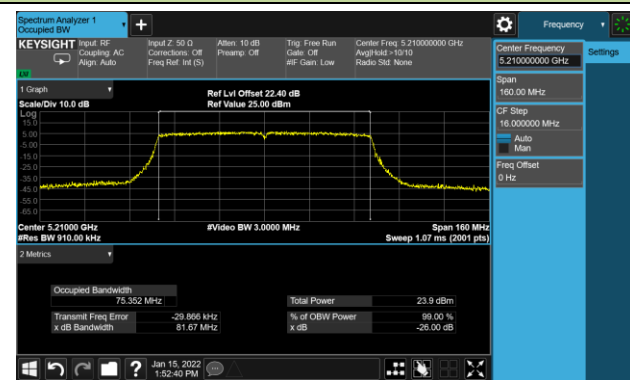 Spectrum Analyzer 1
Occupied BW
Frequency
KEYSIGHT
Input: RF
Coupling: AC
Align: Auto
Input Z: 50 Ω
Corrections: Off
Freq Ref: Int (S)
Atten: 10 dB
Preamp: Off
Trig: Free Run
Gate: Off
#IF Gain: Low
Center Freq: 5.210000000 GHz
Avg|Hold:>10/10
Radio Std: None
Center Frequency
5.210000000 GHz
Settings
Span
160.00 MHz
CF Step
16.000000 MHz
Auto
Man
Freq Offset
0 Hz
1 Graph
Scale/Div 10.0 dB
Ref Lvl Offset 22.40 dB
Ref Value 25.00 dBm
Log
15.0
5.00
-5.00
-15.0
-25.0
-35.0
-45.0
-55.0
-65.0
Center 5.21000 GHz
#Video BW 3.0000 MHz
Span 160 MHz
#Res BW 910.00 kHz
Sweep 1.07 ms (2001 pts)
2 Metrics
Occupied Bandwidth
75.352 MHz
Total Power 23.9 dBm
Transmit Freq Error -29.866 kHz
% of OBW Power 99.00 %
x dB Bandwidth 81.67 MHz
x dB -26.00 dB
Jan 15, 2022
1:52:40 PM